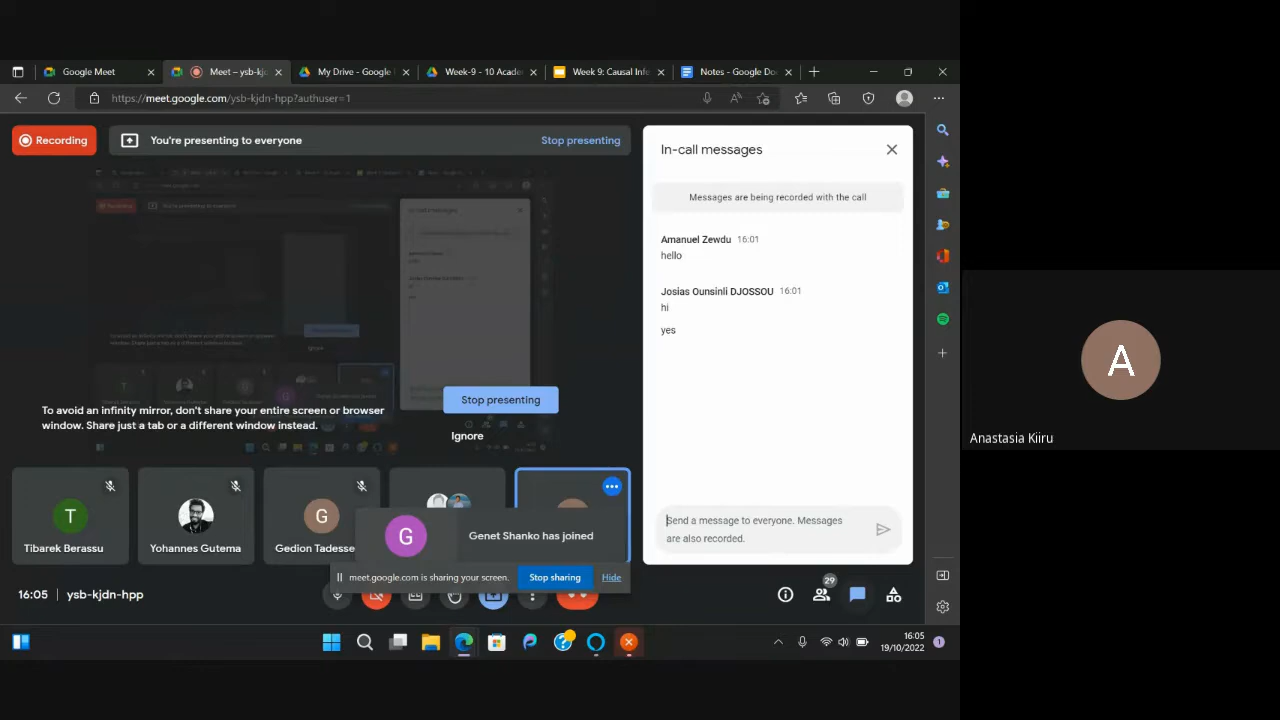 Google Meet
Meet – ysb-kjc
My Drive - Google
Week-9 - 10 Acade
Week 9: Causal Info
Notes - Google Do
https://meet.google.com/ysb-kjdn-hpp?authuser=1
Recording
You're presenting to everyone
Stop presenting
In-call messages
Messages are being recorded with the call
Amanuel Zewdu 16:01
hello
Josias Ounsinli DJOSSOU 16:01
hi
yes
To avoid an infinity mirror, don't share your entire screen or browser
window. Share just a tab or a different window instead.
Stop presenting
Ignore
T
Tibarek Berassu
Yohannes Gutema
G
Gedion Tadesse
G
Genet Shanko has joined
meet.google.com is sharing your screen.
Stop sharing
Hide
Send a message to everyone. Messages
are also recorded.
16:05 | ysb-kjdn-hpp
29
16:05
19/10/2022
1
A
Anastasia Kiiru